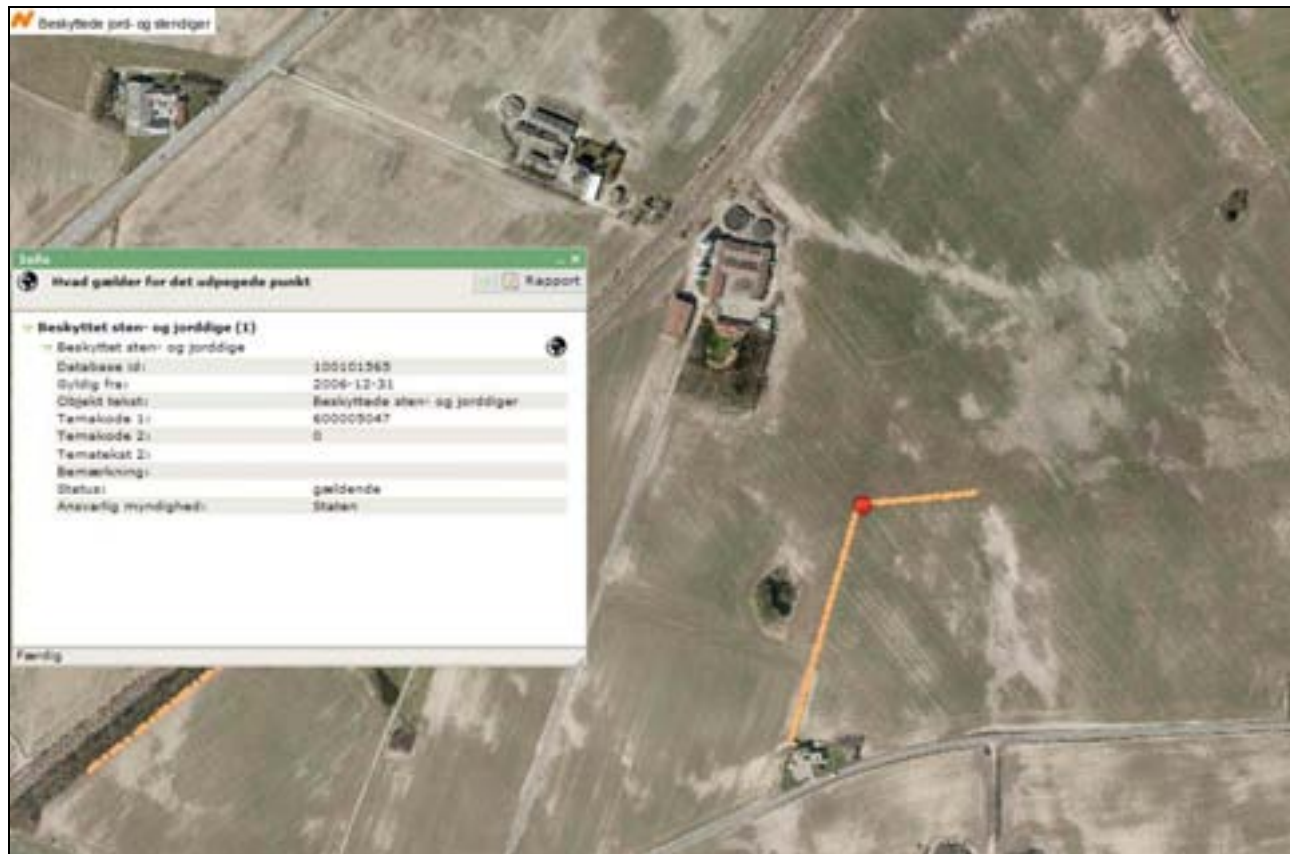 Beskyttede jord- og stendiger
Info
Hvad gælder for det udpegede punkt
Rapport
Beskyttet sten- og jorddige (1)
Beskyttet sten- og jorddige
Database id: 100101565
Gyldig fra: 2006-12-31
Objekt tekst: Beskyttede sten- og jorddiger
Temakode 1: 600005047
Temakode 2: 0
Tematekst 2:
Bemærkning:
Status: gældende
Ansvarlig myndighed: Staten
Færdig